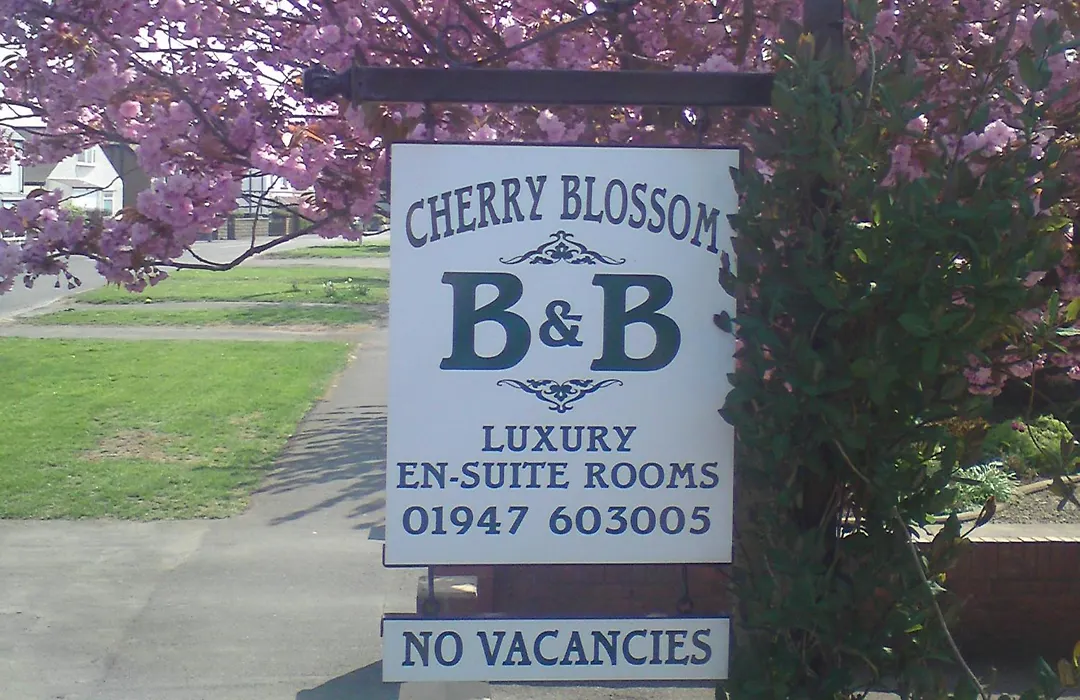 CHERRY BLOSSOM
B&B
LUXURY
EN-SUITE ROOMS
01947 603005
NO VACANCIES